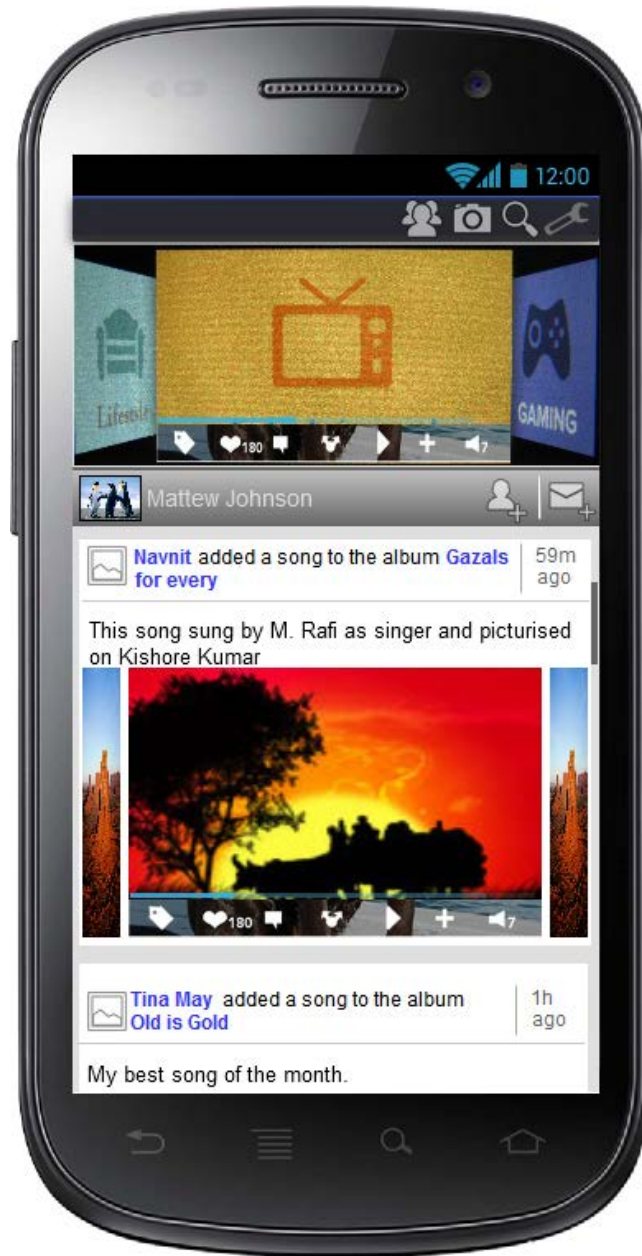 12:00
Lifestyle
GAMING
180
7
Mattew Johnson
Navnit added a song to the album Gazals
for every
59m
ago
This song sung by M. Rafi as singer and picturised
on Kishore Kumar
180
7
Tina May added a song to the album
Old is Gold
1h
ago
My best song of the month.